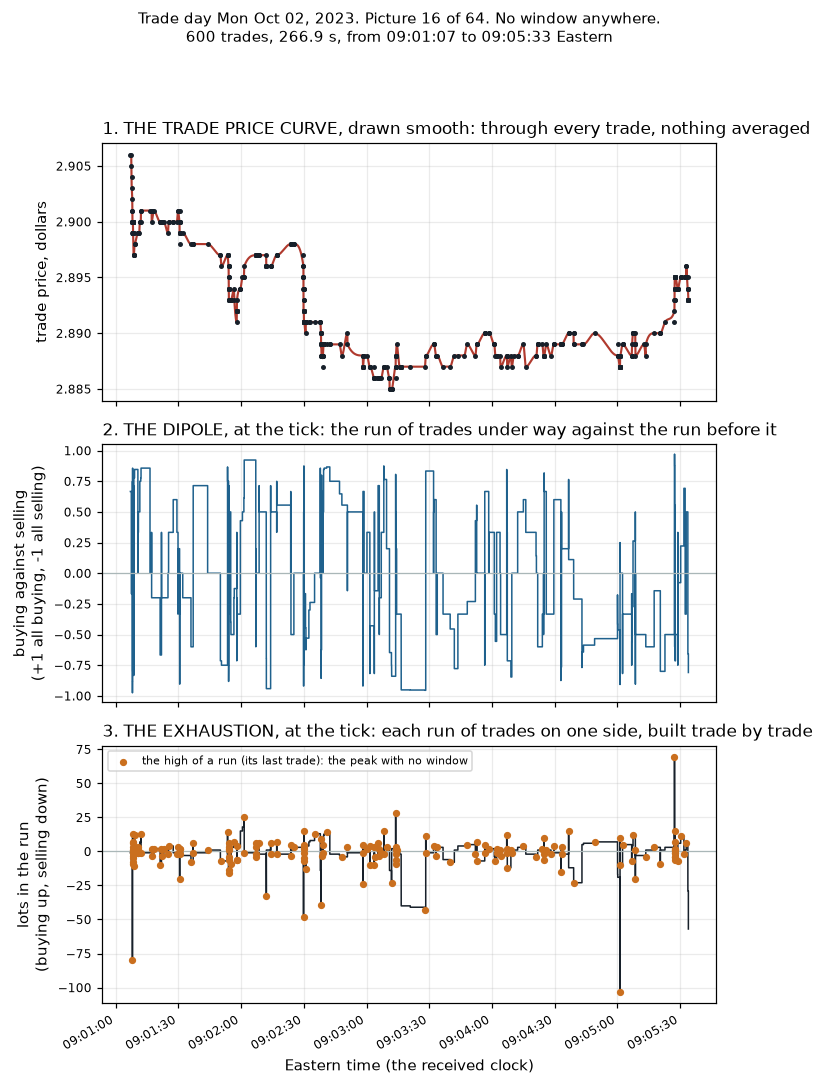 Trade day Mon Oct 02, 2023. Picture 16 of 64. No window anywhere.
600 trades, 266.9 s, from 09:01:07 to 09:05:33 Eastern
1. THE TRADE PRICE CURVE, drawn smooth: through every trade, nothing averaged
trade price, dollars
2.905
2.900
2.895
2.890
2.885
2. THE DIPOLE, at the tick: the run of trades under way against the run before it
buying against selling
(+1 all buying, -1 all selling)
1.00
0.75
0.50
0.25
0.00
−0.25
−0.50
−0.75
−1.00
3. THE EXHAUSTION, at the tick: each run of trades on one side, built trade by trade
the high of a run (its last trade): the peak with no window
lots in the run
(buying up, selling down)
75
50
25
0
−25
−50
−75
−100
09:01:00
09:01:30
09:02:00
09:02:30
09:03:00
09:03:30
09:04:00
09:04:30
09:05:00
09:05:30
Eastern time (the received clock)